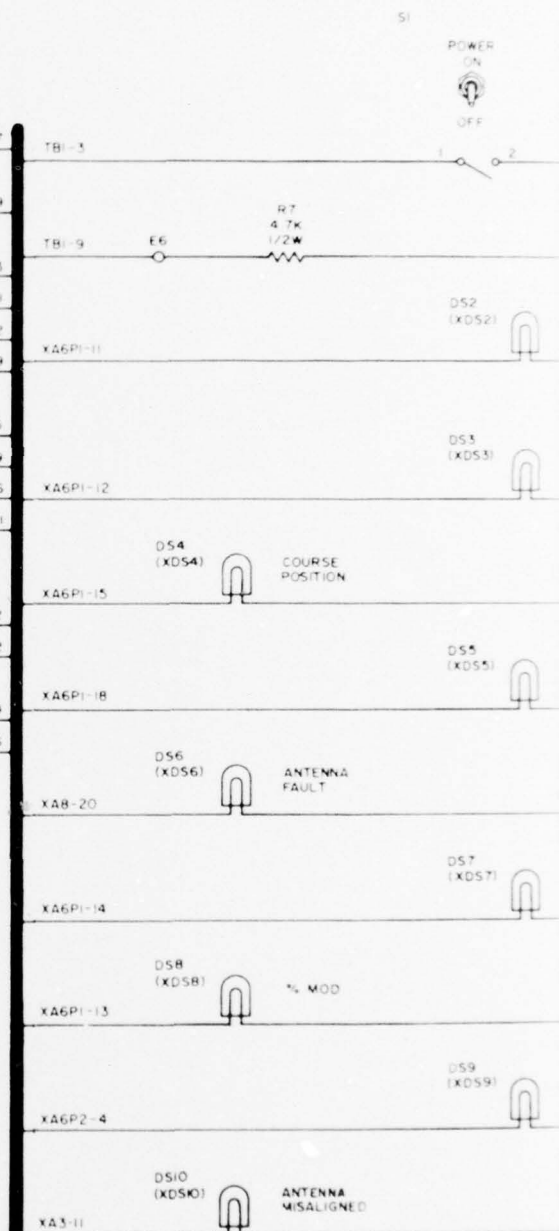 S1
POWER
ON
OFF
TB1-3
1
2
R7
4.7K
1/2W
TB1-9
E6
DS2
(XDS2)
XA6P1-11
DS3
(XDS3)
XA6P1-12
DS4
(XDS4)
COURSE
POSITION
XA6P1-15
DS5
(XDS5)
XA6P1-18
DS6
(XDS6)
ANTENNA
FAULT
XA8-20
DS7
(XDS7)
XA6P1-14
DS8
(XDS8)
% MOD
XA6P1-13
DS9
(XDS9)
XA6P2-4
DS10
(XDS10)
ANTENNA
MISALIGNED
XA3-11